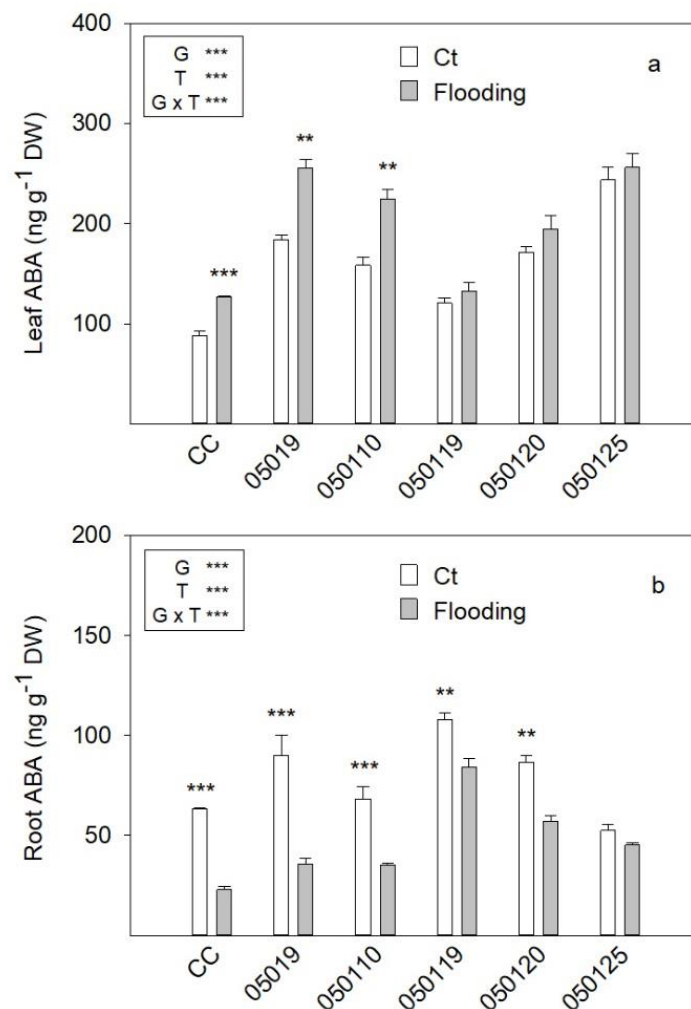 400
300
200
100
Leaf ABA (ng g⁻¹ DW)
G ***
T ***
G x T ***
Ct
Flooding
a
***
**
**
CC
05019
050110
050119
050120
050125
200
150
100
50
Root ABA (ng g⁻¹ DW)
G ***
T ***
G x T ***
Ct
Flooding
b
***
***
***
**
**
CC
05019
050110
050119
050120
050125